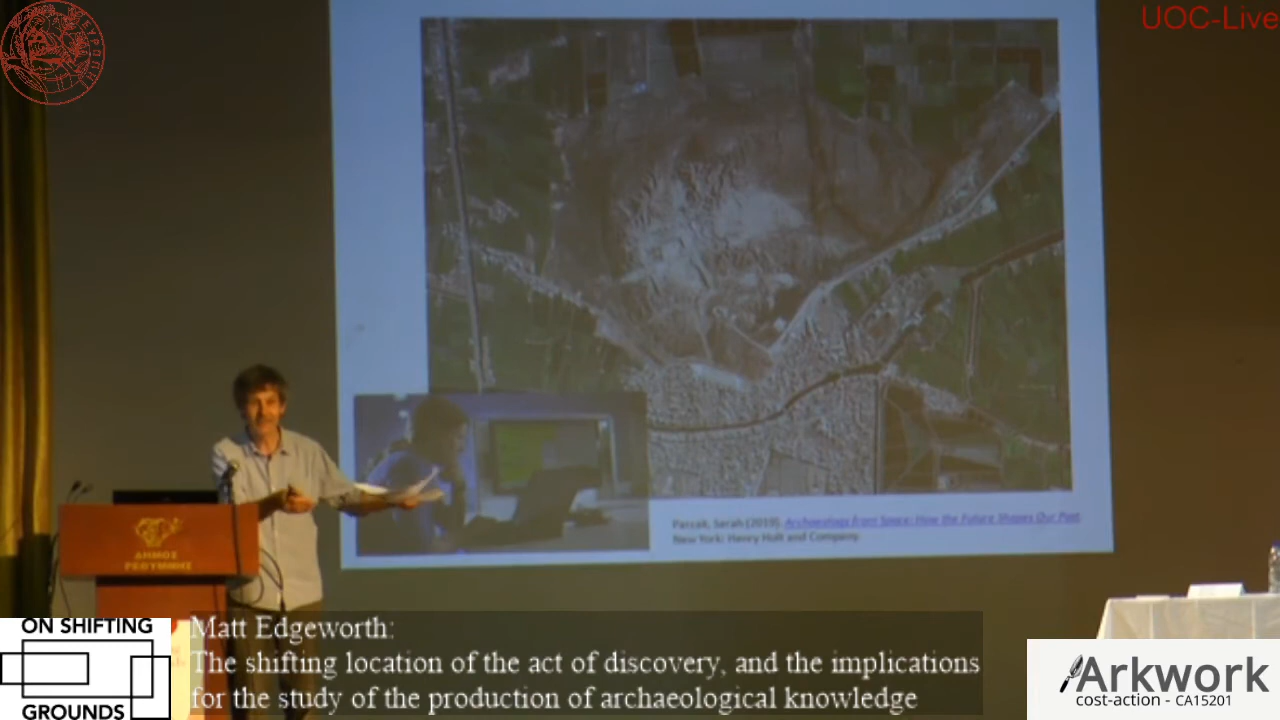 UOC-Live
Parcak, Sarah (2019). Archaeology from Space: How the Future Shapes Our Past.
New York: Henry Holt and Company.
ΔΗΜΟΣ
ΡΕΘΥΜΝΗΣ
ON SHIFTING
GROUNDS
Matt Edgeworth:
The shifting location of the act of discovery, and the implications
for the study of the production of archaeological knowledge
Arkwork
cost-action - CA15201